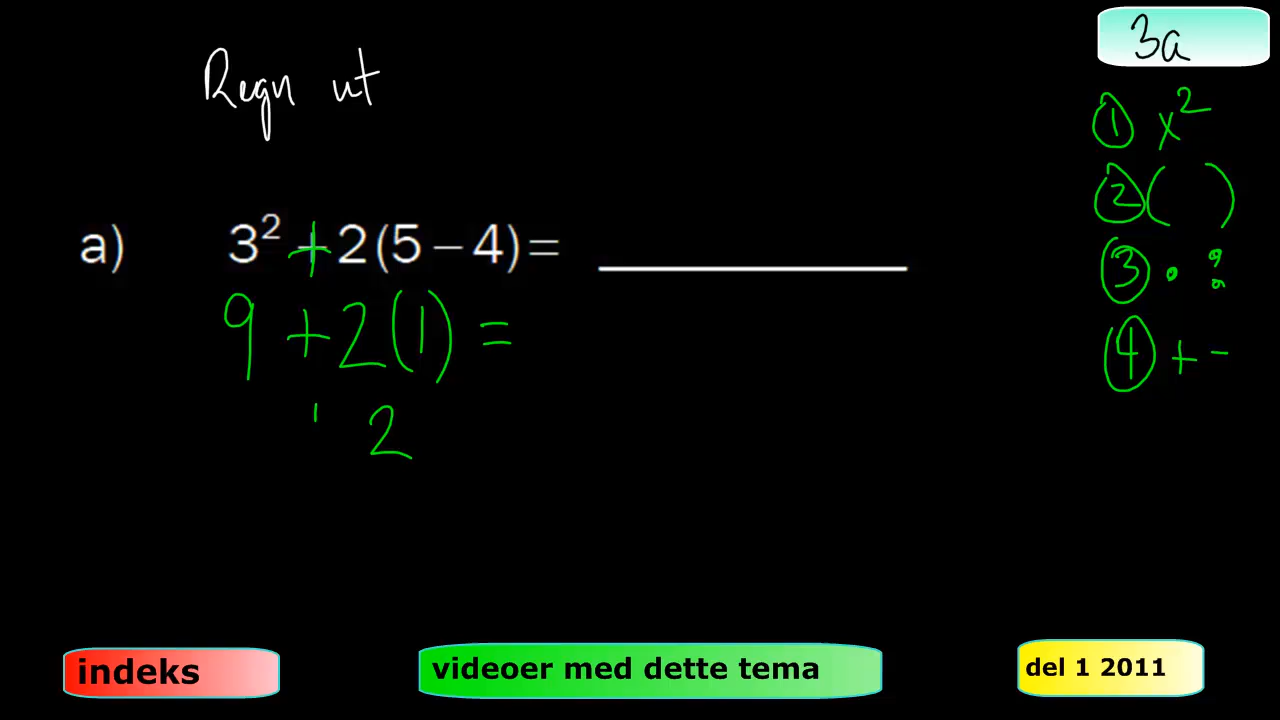 3a
Regn ut
① x²
② ( )
a) 3² + 2(5 – 4) = __________
③ · :
9 + 2(1) =
④ + -
' 2
indeks
videoer med dette tema
del 1 2011